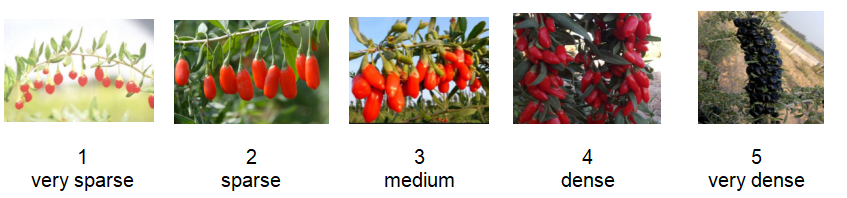 1 2 3 4 5
very sparse sparse medium dense very dense